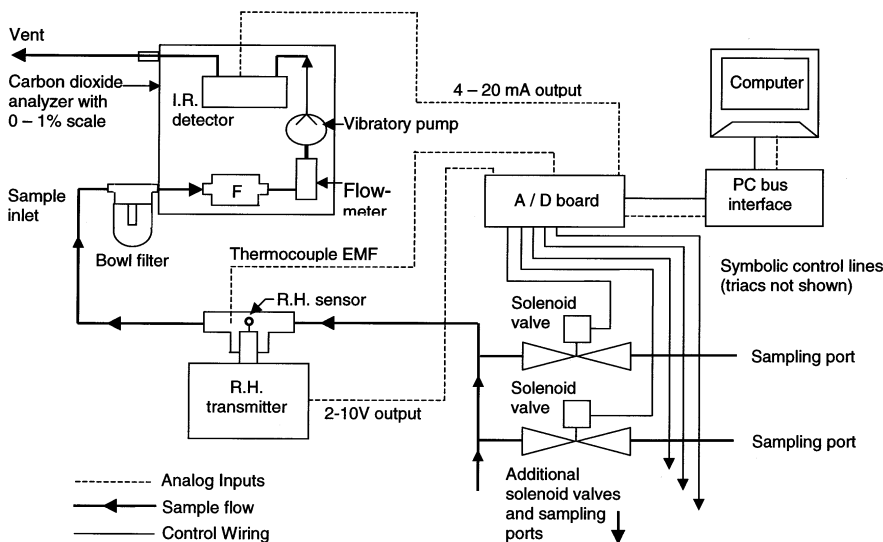 Vent
Carbon dioxide
analyzer with
0 – 1% scale
I.R.
detector
Vibratory pump
4 – 20 mA output
Computer
Sample
inlet
F
Flow-
meter
A / D board
PC bus
interface
Bowl filter
Thermocouple EMF
Symbolic control lines
(triacs not shown)
R.H. sensor
Solenoid
valve
Sampling port
R.H.
transmitter
2-10V output
Solenoid
valve
Sampling port
Analog Inputs
Sample flow
Control Wiring
Additional
solenoid valves
and sampling
ports